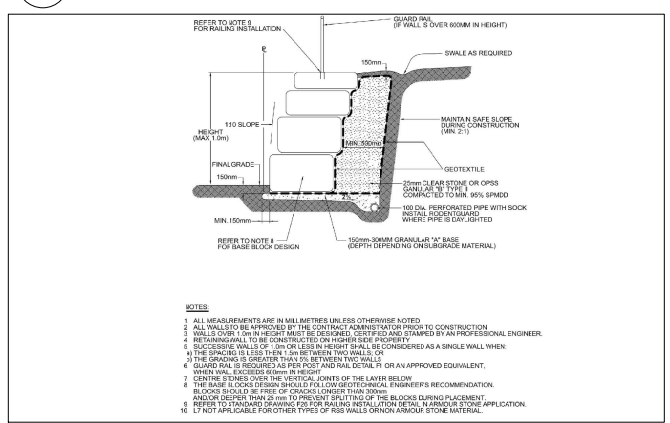 REFER TO NOTE 9
FOR RAILING INSTALLATION
GUARD RAIL
(IF WALL IS OVER 600MM IN HEIGHT)
150mm
SWALE AS REQUIRED
1:10 SLOPE
HEIGHT
(MAX 1.0m)
MAINTAIN SAFE SLOPE
DURING CONSTRUCTION
(MIN. 2:1)
MIN. 300mm
FINAL GRADE
150mm
GEOTEXTILE
25mm CLEAR STONE OR OPSS
GANULAR "B" TYPE II
COMPACTED TO MIN. 95% SPMDD
MIN. 150mm
100 DIA. PERFORATED PIPE WITH SOCK
INSTALL RODENT GUARD
WHERE PIPE IS DAYLIGHTED
REFER TO NOTE 8
FOR BASE BLOCK DESIGN
150mm-300MM GRANULAR "A" BASE
(DEPTH DEPENDING ON SUBGRADE MATERIAL)
NOTES:
1 ALL MEASUREMENTS ARE IN MILLIMETRES UNLESS OTHERWISE NOTED
2 ALL WALLS TO BE APPROVED BY THE CONTRACT ADMINISTRATOR PRIOR TO CONSTRUCTION
3 WALLS OVER 1.0m IN HEIGHT MUST BE DESIGNED, CERTIFIED AND STAMPED BY AN PROFESSIONAL ENGINEER.
4 RETAINING WALL TO BE CONSTRUCTED ON HIGHER SIDE PROPERTY
5 SUCCESSIVE WALLS OF 1.0m OR LESS IN HEIGHT SHALL BE CONSIDERED AS A SINGLE WALL WHEN:
a) THE SPACING IS LESS THEN 1.5m BETWEEN TWO WALLS; OR
b) THE GRADING IS GREATER THAN 5% BETWEEN TWO WALLS
6 GUARD RAIL IS REQUIRED AS PER POST AND RAIL DETAIL OR AN APPROVED EQUIVALENT,
WHEN WALL EXCEEDS 600mm IN HEIGHT
7 CENTRE STONES OVER THE VERTICAL JOINTS OF THE LAYER BELOW
8 THE BASE BLOCKS DESIGN SHOULD FOLLOW GEOTECHNICAL ENGINEER'S RECOMMENDATION.
BLOCKS SHOULD BE FREE OF CRACKS LONGER THAN 300mm
AND/OR DEEPER THAN 25 mm TO PREVENT SPLITTING OF THE BLOCKS DURING PLACEMENT.
9 REFER TO STANDARD DRAWING F26 FOR RAILING INSTALLATION DETAIL IN ARMOUR STONE APPLICATION.
10 L7 NOT APPLICABLE FOR OTHER TYPES OF RSS WALLS OR NON ARMOUR STONE MATERIAL.